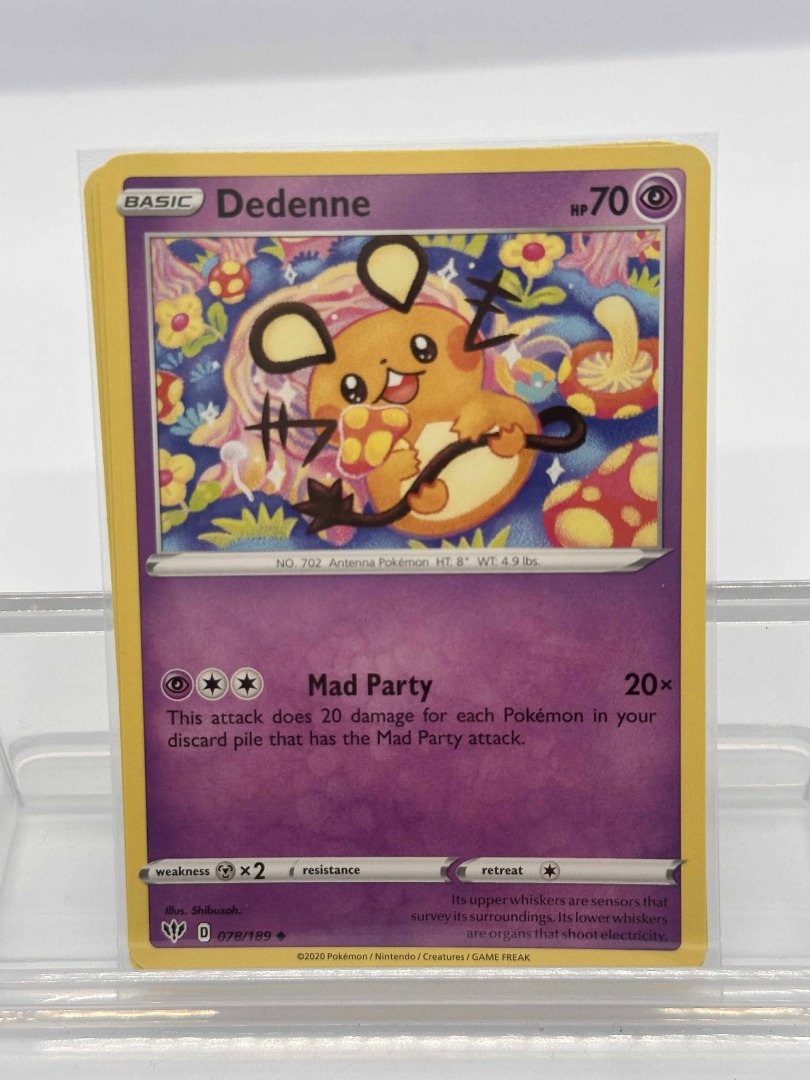 BASIC Dedenne HP70
NO. 702 Antenna Pokémon HT: 8" WT: 4.9 lbs.
Mad Party 20×
This attack does 20 damage for each Pokémon in your
discard pile that has the Mad Party attack.
weakness ×2 resistance retreat
Illus. Shibuzoh.
D 078/189
Its upper whiskers are sensors that
survey its surroundings. Its lower whiskers
are organs that shoot electricity.
©2020 Pokémon / Nintendo / Creatures / GAME FREAK